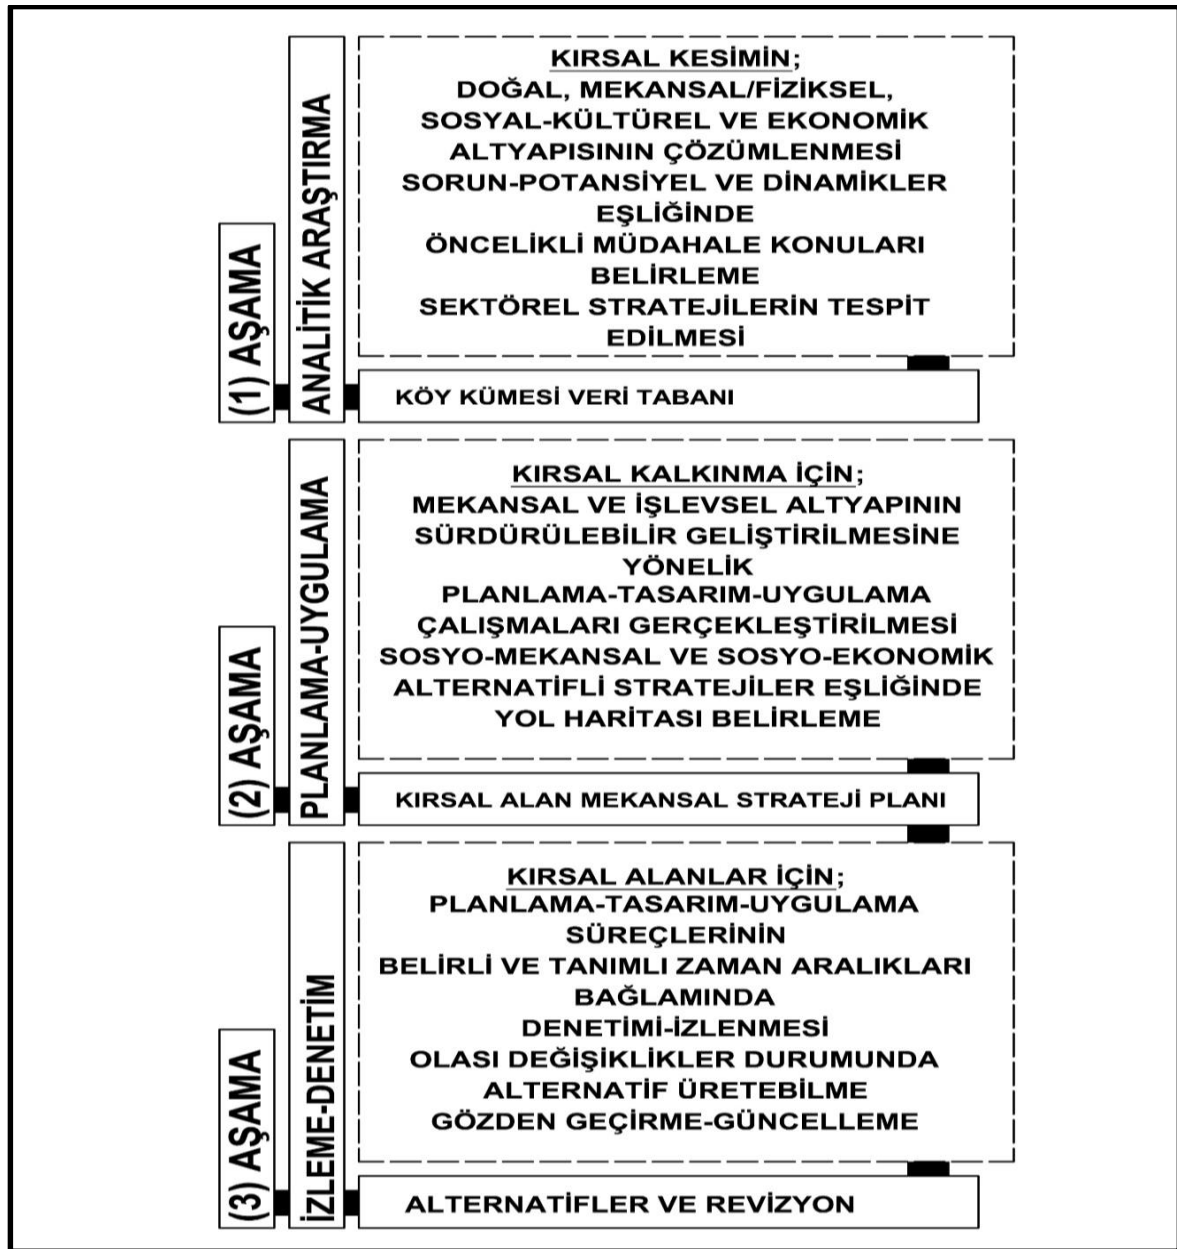 (1) AŞAMA
ANALİTİK ARAŞTIRMA
KIRSAL KESİMİN;
DOĞAL, MEKANSAL/FİZİKSEL,
SOSYAL-KÜLTÜREL VE EKONOMİK
ALTYAPISININ ÇÖZÜMLENMESİ
SORUN-POTANSİYEL VE DİNAMİKLER
EŞLİĞİNDE
ÖNCELİKLİ MÜDAHALE KONULARI
BELİRLEME
SEKTÖREL STRATEJİLERİN TESPİT
EDİLMESİ
KÖY KÜMESİ VERİ TABANI
(2) AŞAMA
PLANLAMA-UYGULAMA
KIRSAL KALKINMA İÇİN;
MEKANSAL VE İŞLEVSEL ALTYAPININ
SÜRDÜRÜLEBİLİR GELİŞTİRİLMESİNE
YÖNELİK
PLANLAMA-TASARIM-UYGULAMA
ÇALIŞMALARI GERÇEKLEŞTİRİLMESİ
SOSYO-MEKANSAL VE SOSYO-EKONOMİK
ALTERNATİFLİ STRATEJİLER EŞLİĞİNDE
YOL HARİTASI BELİRLEME
KIRSAL ALAN MEKANSAL STRATEJİ PLANI
(3) AŞAMA
İZLEME-DENETİM
KIRSAL ALANLAR İÇİN;
PLANLAMA-TASARIM-UYGULAMA
SÜREÇLERİNİN
BELİRLİ VE TANIMLI ZAMAN ARALIKLARI
BAĞLAMINDA
DENETİMİ-İZLENMESİ
OLASI DEĞİŞİKLİKLER DURUMUNDA
ALTERNATİF ÜRETEBİLME
GÖZDEN GEÇİRME-GÜNCELLEME
ALTERNATİFLER VE REVİZYON